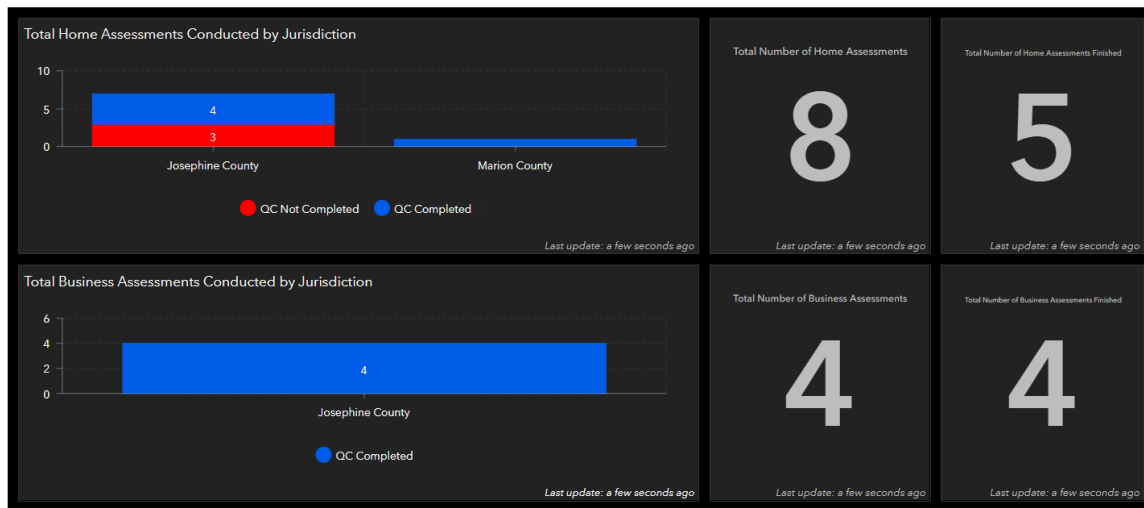 Total Home Assessments Conducted by Jurisdiction
10
5
0
4
3
Josephine County
Marion County
QC Not Completed
QC Completed
Last update: a few seconds ago
Total Number of Home Assessments
8
Last update: a few seconds ago
Total Number of Home Assessments Finished
5
Last update: a few seconds ago
Total Business Assessments Conducted by Jurisdiction
6
4
2
0
4
Josephine County
QC Completed
Last update: a few seconds ago
Total Number of Business Assessments
4
Last update: a few seconds ago
Total Number of Business Assessments Finished
4
Last update: a few seconds ago